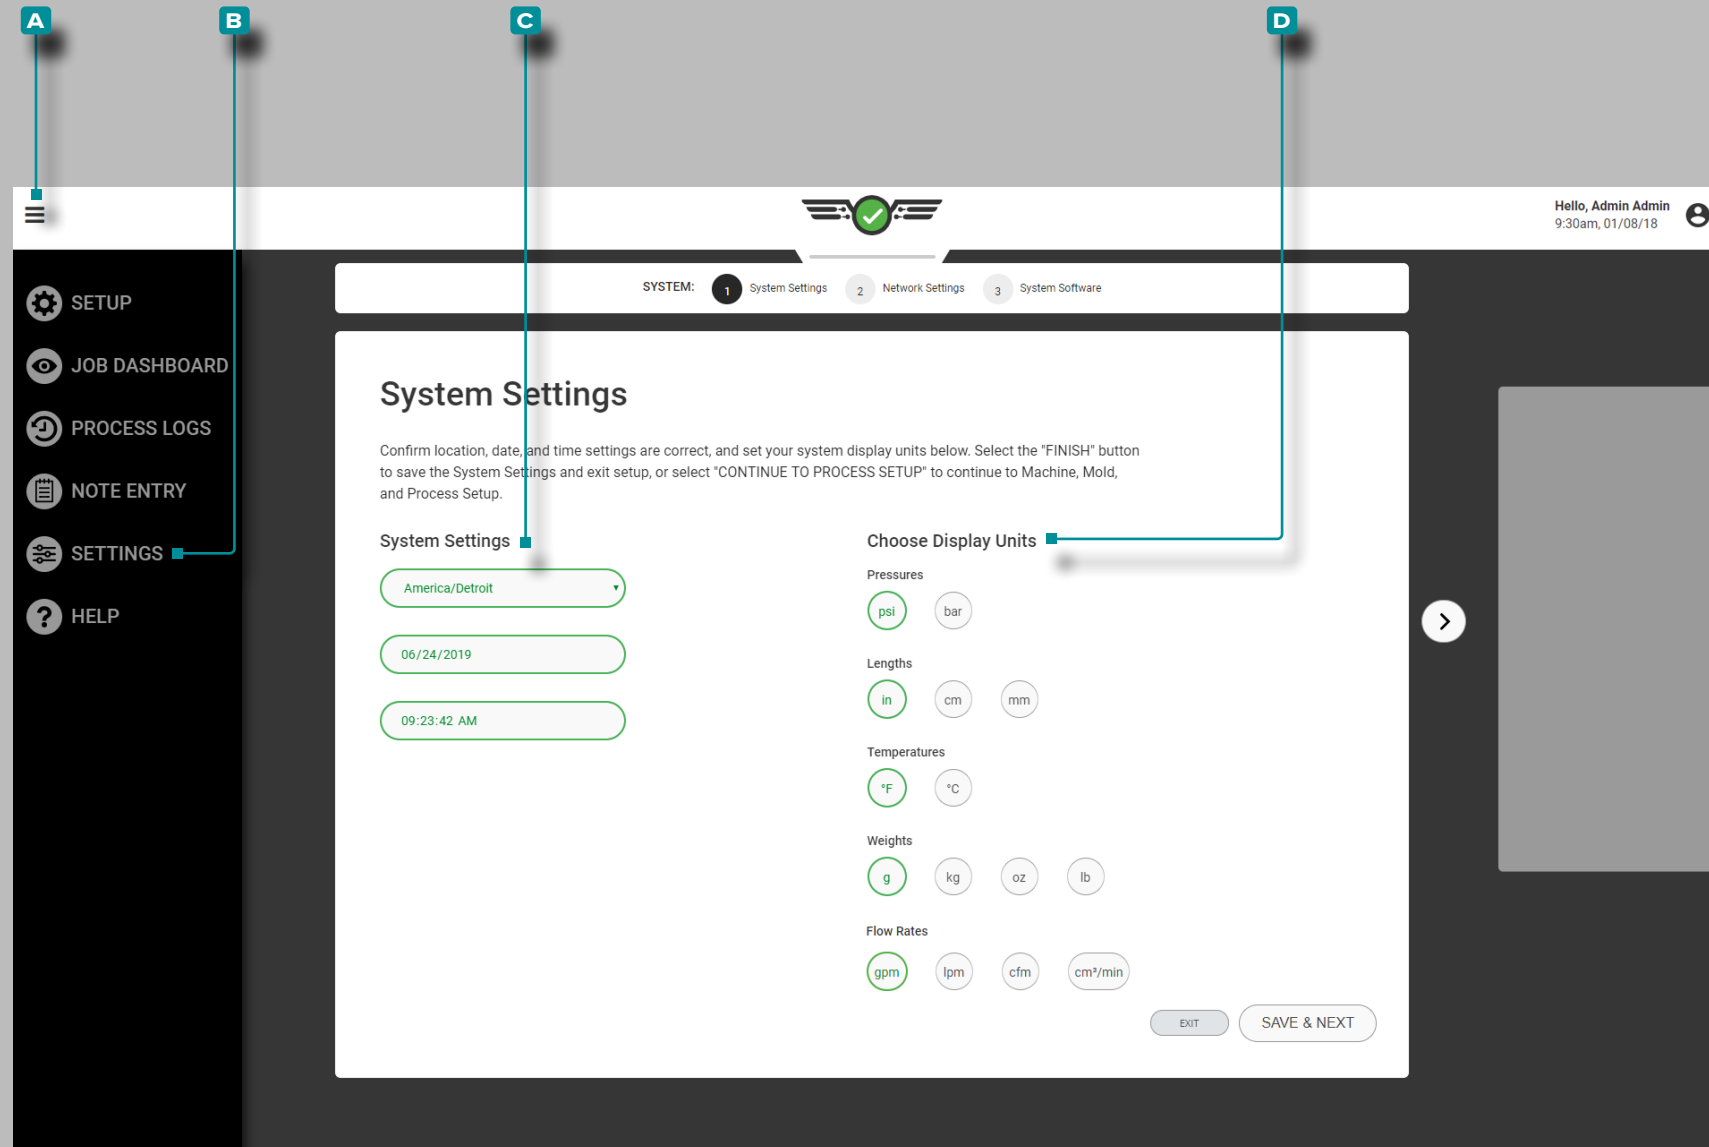 A
B
C
D
Hello, Admin Admin
9:30am, 01/08/18
SYSTEM:
1 System Settings
2 Network Settings
3 System Software
SETUP
JOB DASHBOARD
PROCESS LOGS
NOTE ENTRY
SETTINGS
HELP
System Settings
Confirm location, date, and time settings are correct, and set your system display units below. Select the "FINISH" button
to save the System Settings and exit setup, or select "CONTINUE TO PROCESS SETUP" to continue to Machine, Mold,
and Process Setup.
System Settings
America/Detroit
06/24/2019
09:23:42 AM
Choose Display Units
Pressures
psi bar
Lengths
in cm mm
Temperatures
°F °C
Weights
g kg oz lb
Flow Rates
gpm lpm cfm cm³/min
EXIT
SAVE & NEXT